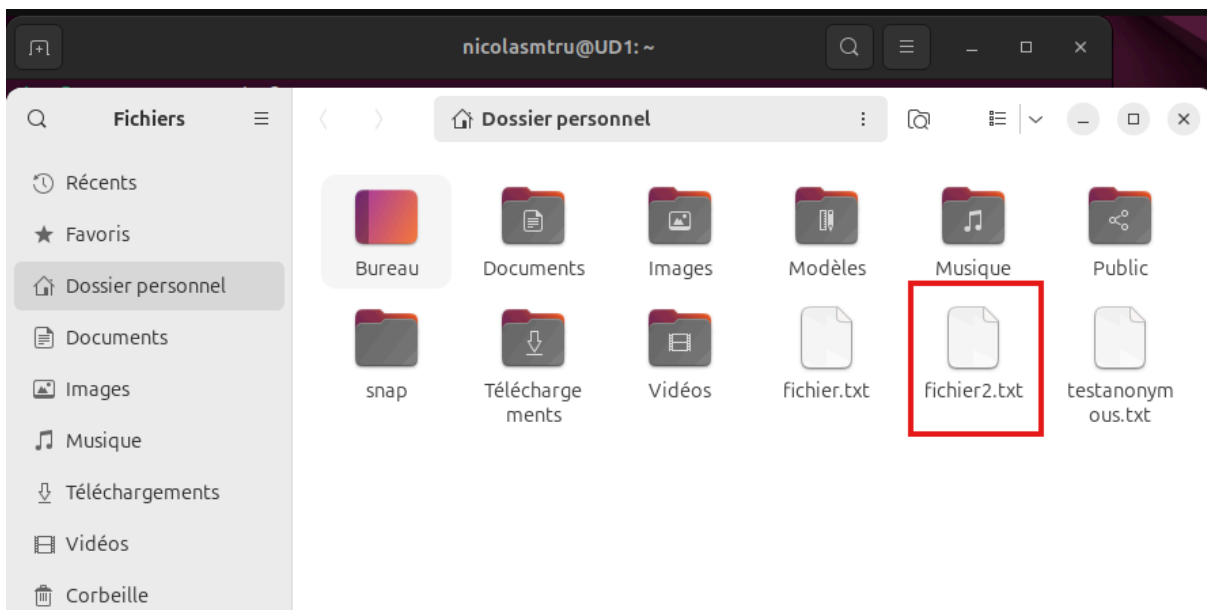 nicolasmtru@UD1: ~
Fichiers
Dossier personnel
Récents
Favoris
Dossier personnel
Documents
Images
Musique
Téléchargements
Vidéos
Corbeille
Bureau
Documents
Images
Modèles
Musique
Public
snap
Télécharge
ments
Vidéos
fichier.txt
fichier2.txt
testanonym
ous.txt